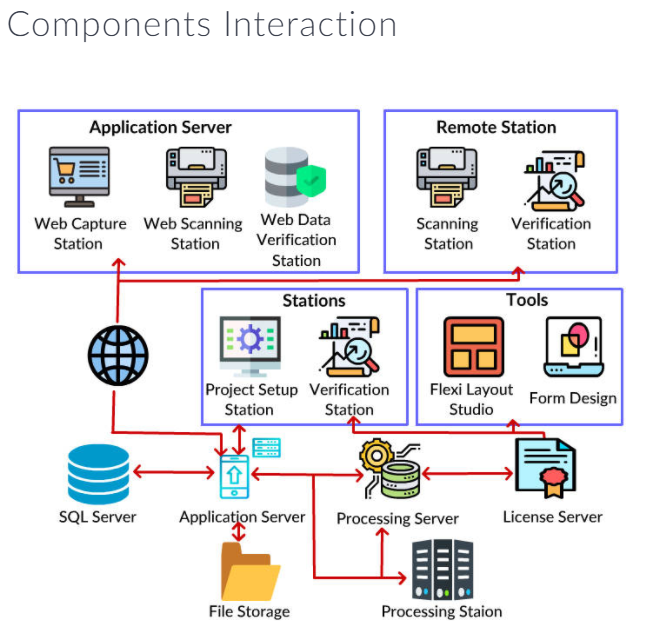 Components Interaction
Application Server
Remote Station
Web Capture
Station
Web Scanning
Station
Web Data
Verification
Station
Scanning
Station
Verification
Station
Stations
Tools
Project Setup
Station
Verification
Station
Flexi Layout
Studio
Form Design
SQL Server
Application Server
Processing Server
License Server
File Storage
Processing Staion